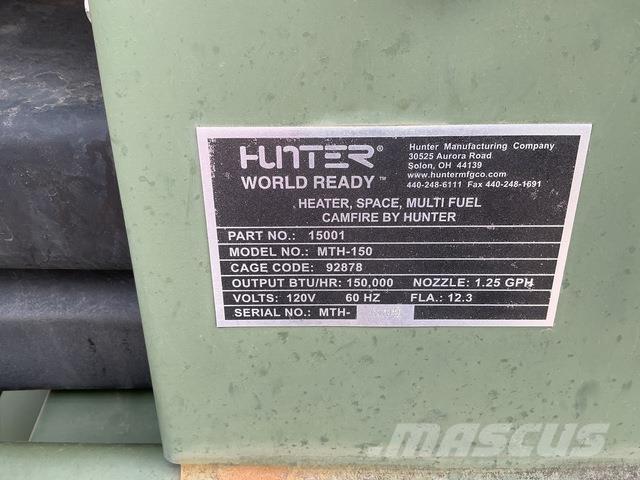 HUNTER®
WORLD READY™
Hunter Manufacturing Company
30525 Aurora Road
Solon, OH 44139
www.huntermfgco.com
440-248-6111 Fax 440-248-1691
HEATER, SPACE, MULTI FUEL
CAMFIRE BY HUNTER
PART NO.: 15001
MODEL NO.: MTH-150
CAGE CODE: 92878
OUTPUT BTU/HR: 150,000 NOZZLE: 1.25 GPH
VOLTS: 120V 60 HZ FLA.: 12.3
SERIAL NO.: MTH-
MASCUS